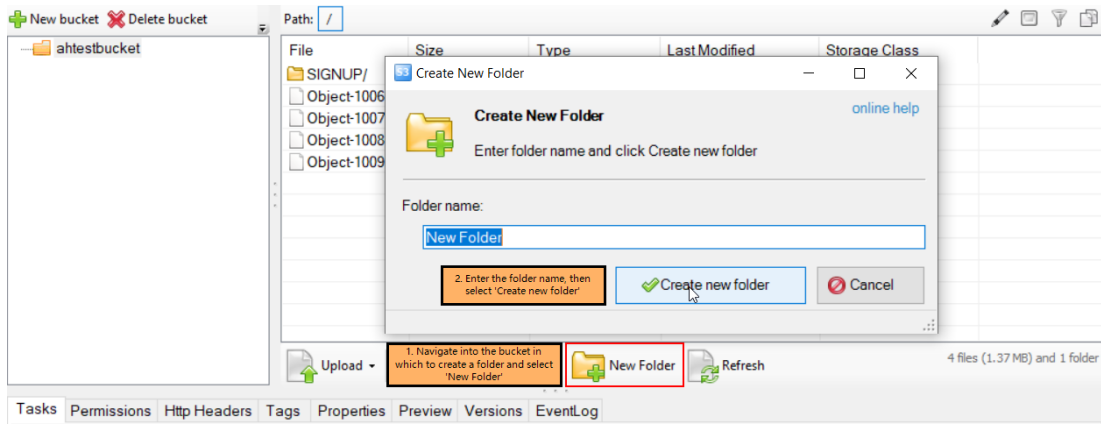 New bucket Delete bucket
Path: /
ahtestbucket
File Size Type Last Modified Storage Class
SIGNUP/
Object-1006
Object-1007
Object-1008
Object-1009
S3 Create New Folder
Create New Folder
online help
Enter folder name and click Create new folder
Folder name:
New Folder
2. Enter the folder name, then
select 'Create new folder'
Create new folder
Cancel
Upload
1. Navigate into the bucket in
which to create a folder and select
'New Folder'
New Folder
Refresh
4 files (1.37 MB) and 1 folder
Tasks Permissions Http Headers Tags Properties Preview Versions EventLog